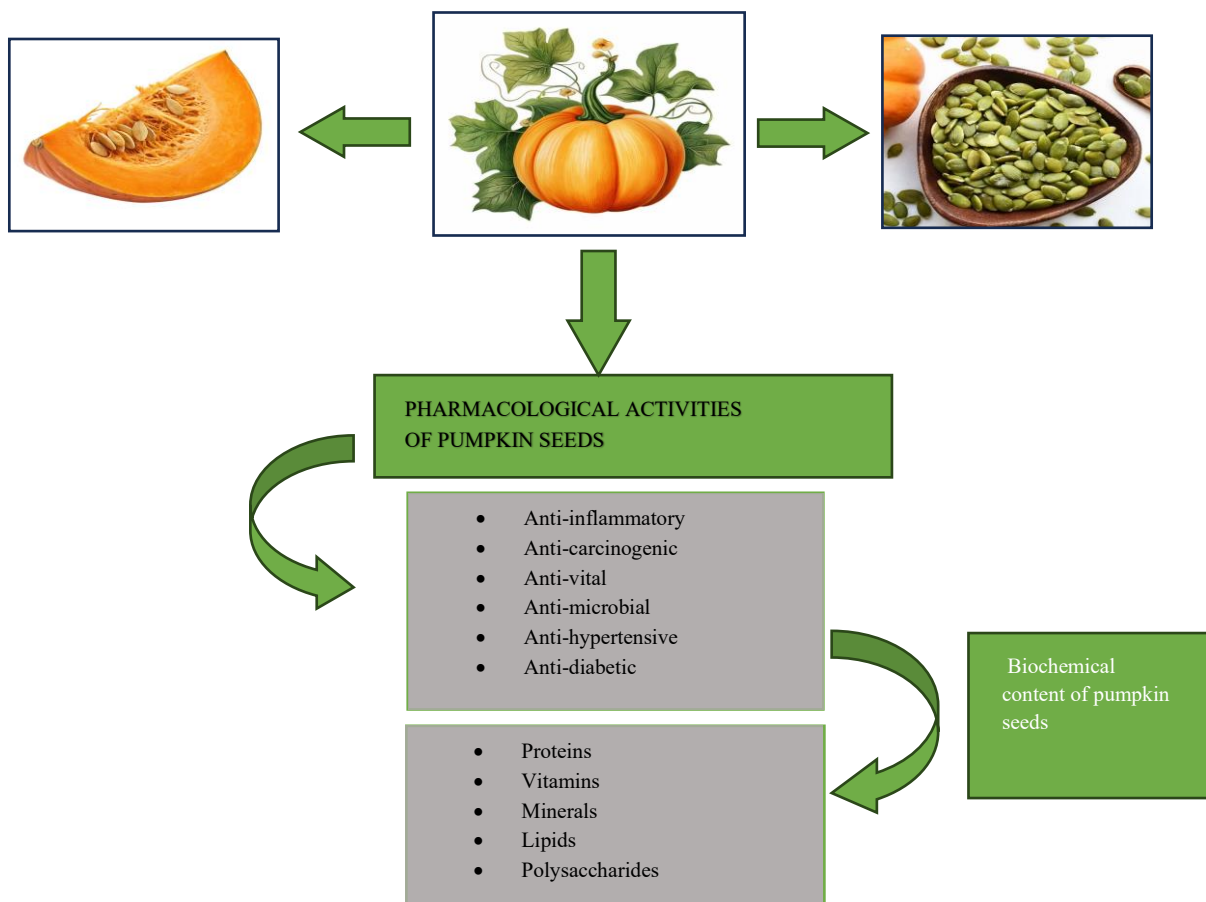 PHARMACOLOGICAL ACTIVITIES
OF PUMPKIN SEEDS
• Anti-inflammatory
• Anti-carcinogenic
• Anti-vital
• Anti-microbial
• Anti-hypertensive
• Anti-diabetic
Biochemical
content of pumpkin
seeds
• Proteins
• Vitamins
• Minerals
• Lipids
• Polysaccharides